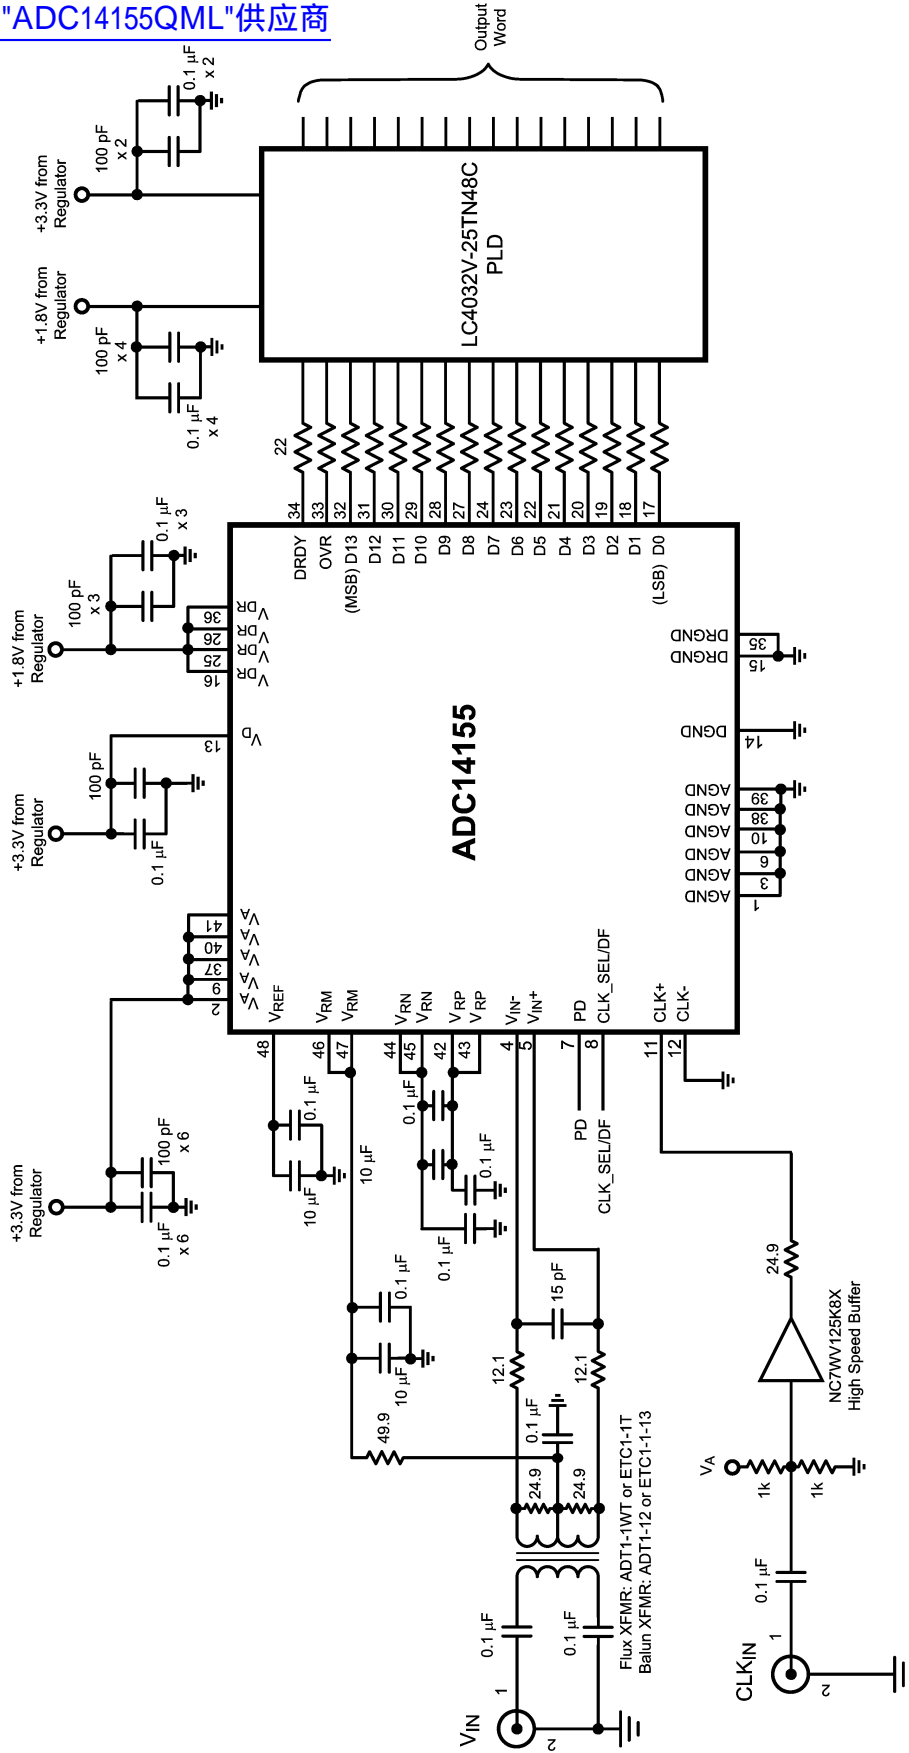 "ADC14155QML"供应商
Output
Word
0.1 µF
x 2
100 pF
x 2
+3.3V from
Regulator
+1.8V from
Regulator
100 pF
x 4
0.1 µF
x 4
LC4032V-25TN48C
PLD
22
34
33
32
31
30
29
28
27
24
23
22
21
20
19
18
17
DRDY
OVR
(MSB) D13
D12
D11
D10
D9
D8
D7
D6
D5
D4
D3
D2
D1
(LSB) D0
+1.8V from
Regulator
100 pF
x 3
0.1 µF
x 3
VDR
36
VDR
26
VDR
25
VDR
16
+3.3V from
Regulator
100 pF
0.1 µF
VD
13
ADC14155
DRGND
35
DRGND
15
DGND
14
AGND
39
AGND
38
AGND
10
AGND
6
AGND
3
AGND
1
VA
41
VA
40
VA
37
VA
9
VA
2
+3.3V from
Regulator
100 pF
x 6
0.1 µF
x 6
VREF
48
VRM
46
VRM
47
VRN
44
VRN
45
VRP
42
VRP
43
VIN-
4
VIN+
5
PD
7
CLK_SEL/DF
8
CLK+
11
CLK-
12
0.1 µF
10 µF
10 µF
0.1 µF
0.1 µF
0.1 µF
PD
CLK_SEL/DF
0.1 µF
10 µF
49.9
15 pF
12.1
12.1
0.1 µF
24.9
24.9
Flux XFMR: ADT1-1WT or ETC1-1T
Balun XFMR: ADT1-12 or ETC1-1-13
0.1 µF
0.1 µF
VIN
1
2
24.9
NC7WV125K8X
High Speed Buffer
VA
1k
1k
0.1 µF
CLKIN
1
2